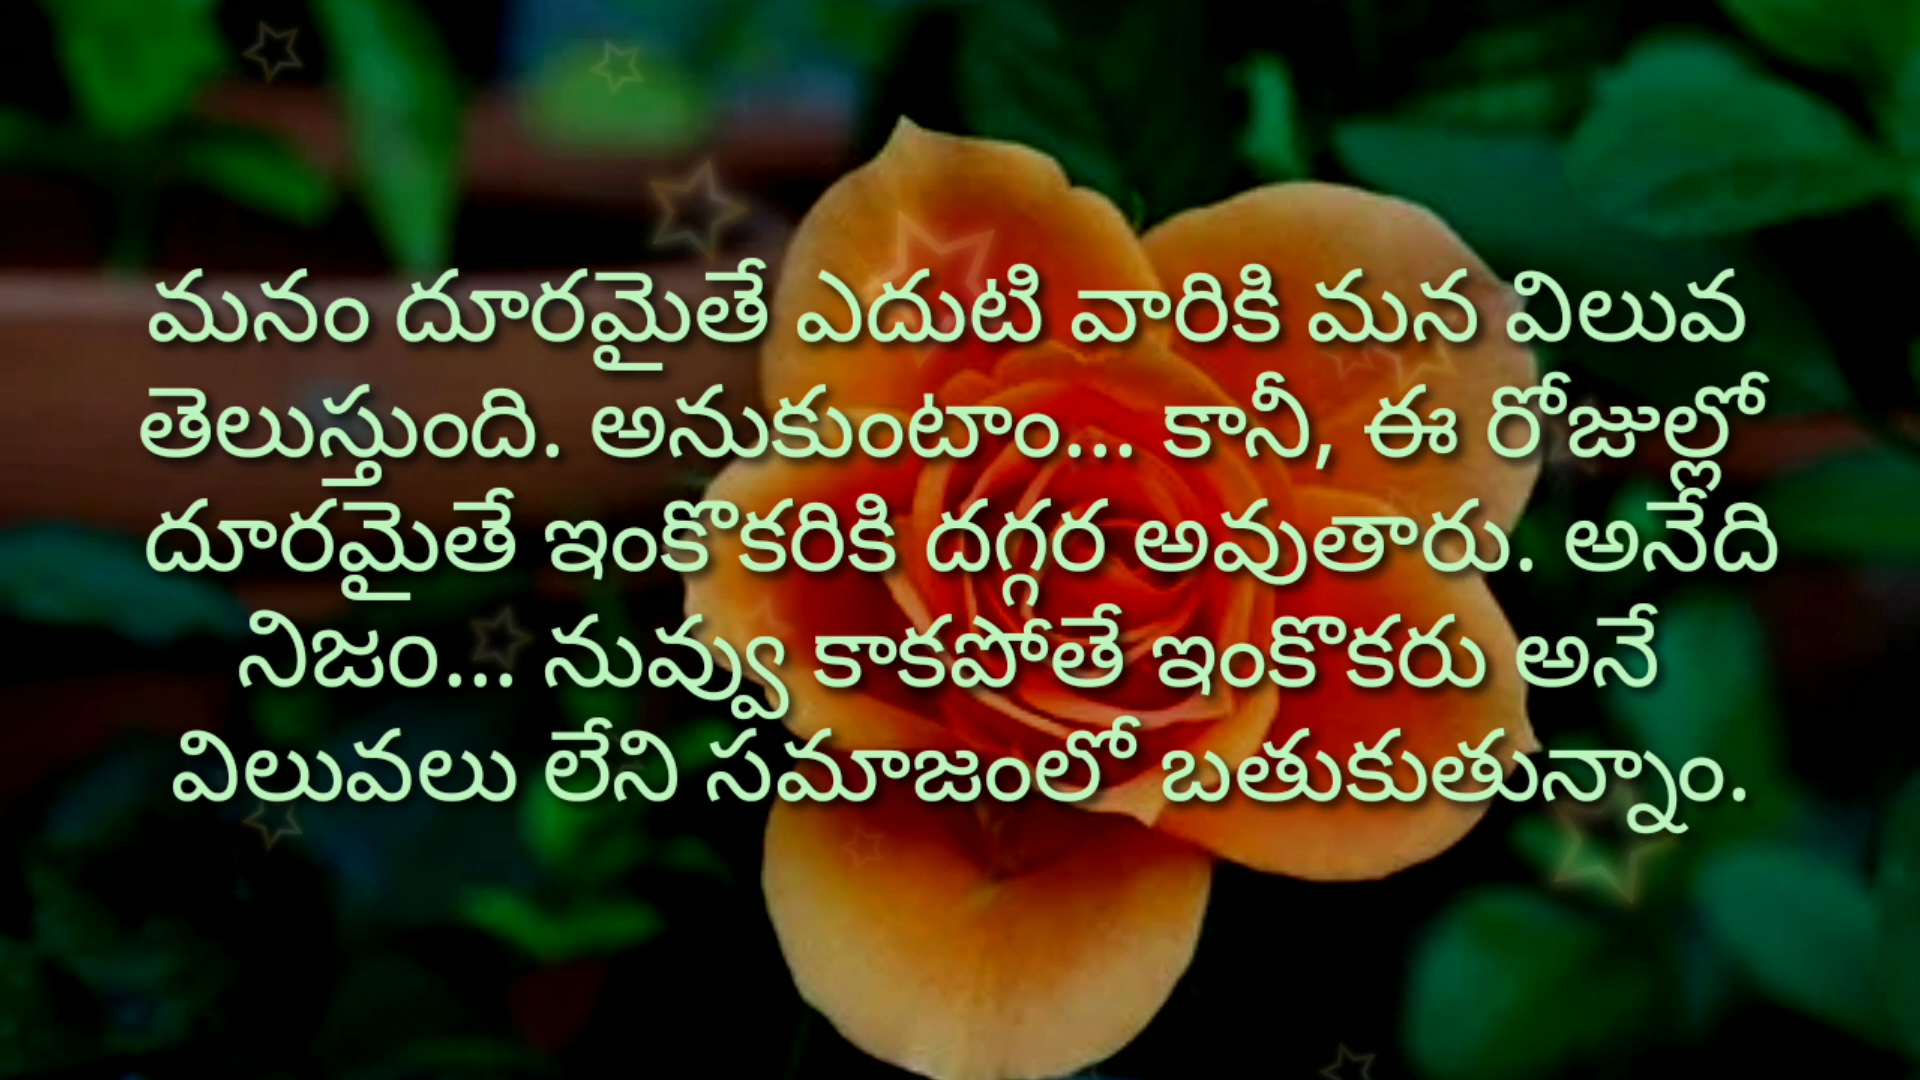 మనం దూరమైతే ఎదుటి వారికి మన విలువ
తెలుస్తుంది. అనుకుంటాం... కానీ, ఈ రోజుల్లో
దూరమైతే ఇంకొకరికి దగ్గర అవుతారు. అనేది
నిజం... నువ్వు కాకపోతే ఇంకొకరు అనే
విలువలు లేని సమాజంలో బతుకుతున్నాం.